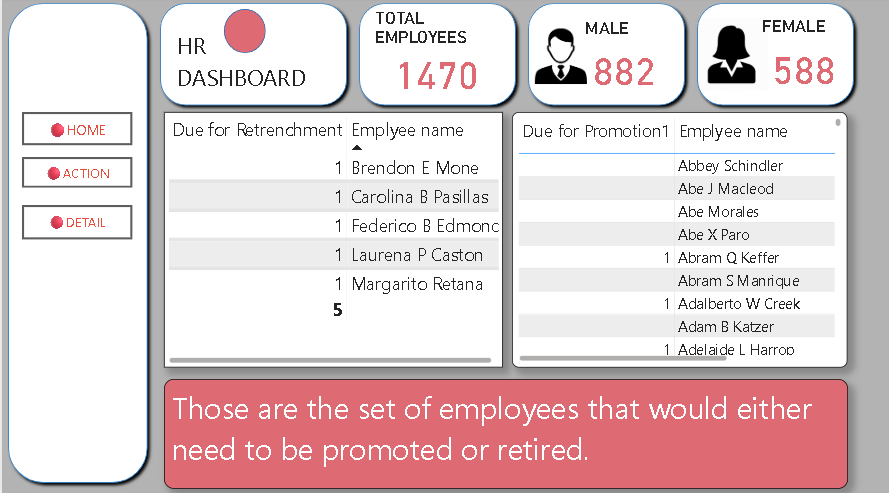 HR
DASHBOARD
TOTAL
EMPLOYEES
1470
MALE
882
FEMALE
588
HOME
ACTION
DETAIL
Due for Retrenchment Emplyee name
1 Brendon E Mone
1 Carolina B Pasillas
1 Federico B Edmonc
1 Laurena P Caston
1 Margarito Retana
5
Due for Promotion1 Emplyee name
Abbey Schindler
Abe J Macleod
Abe Morales
Abe X Paro
1 Abram Q Keffer
Abram S Manrique
1 Adalberto W Creek
Adam B Katzer
1 Adelaide L Harrop
Those are the set of employees that would either
need to be promoted or retired.